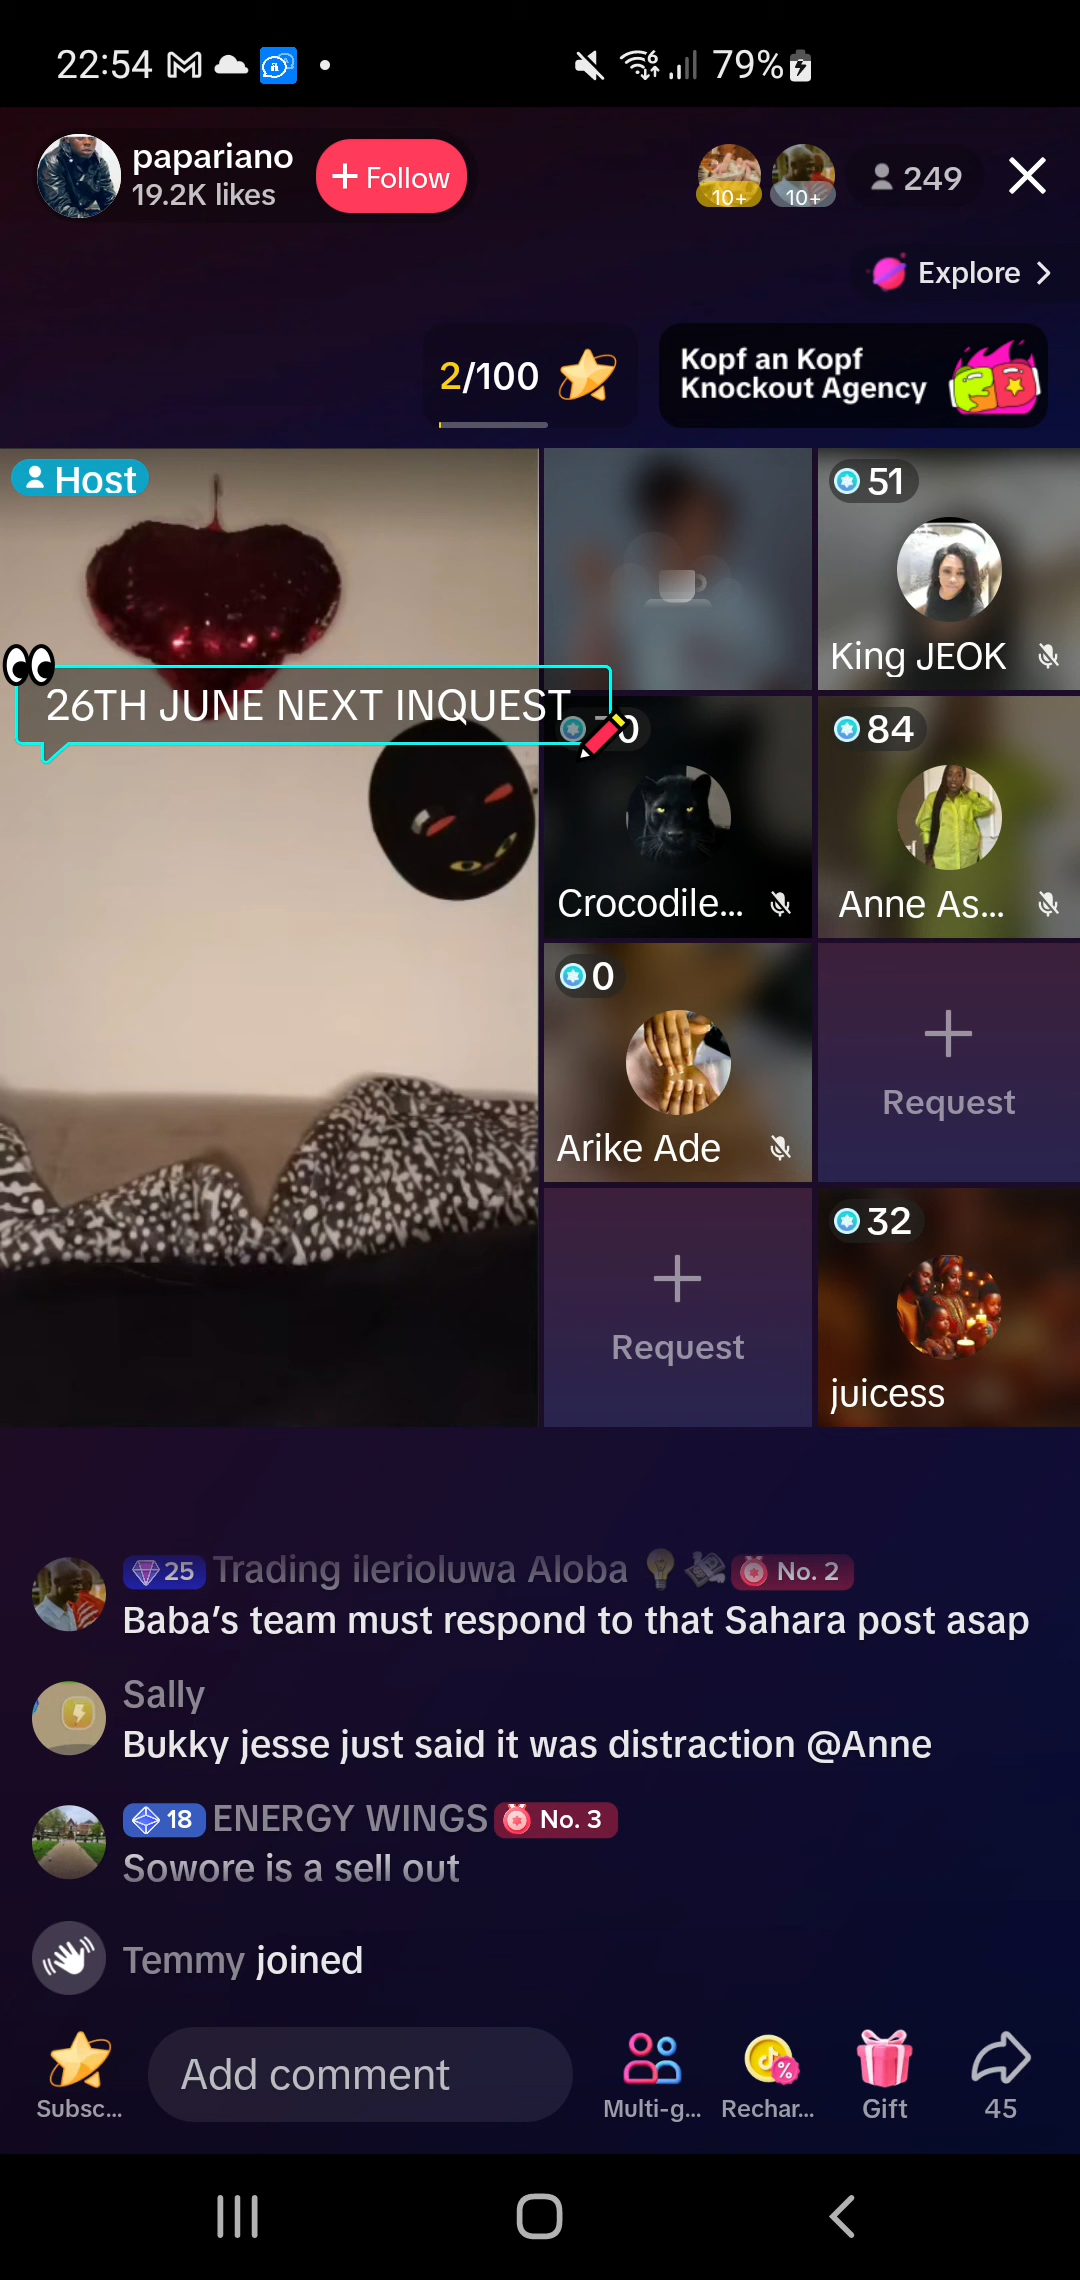 22:54
79%
papariano
19.2K likes
+ Follow
10+
10+
249
Explore
2/100
Kopf an Kopf
Knockout Agency
Host
51
King JEOK
26TH JUNE NEXT INQUEST
0
Crocodile...
84
Anne As...
0
Arike Ade
Request
Request
32
juicess
25 Trading ilerioluwa Aloba No. 2
Baba's team must respond to that Sahara post asap
Sally
Bukky jesse just said it was distraction @Anne
18 ENERGY WINGS No. 3
Sowore is a sell out
Temmy joined
Add comment
Subsc...
Multi-g...
Rechar...
Gift
45